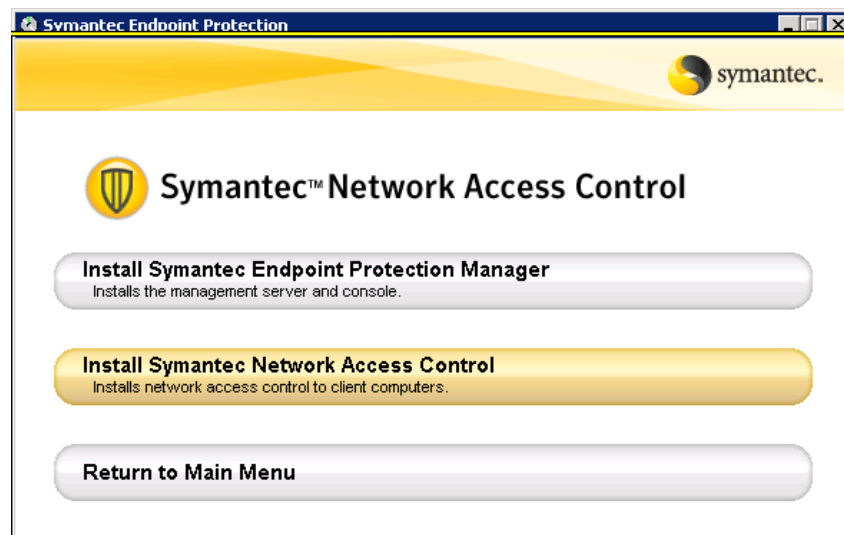 Symantec Endpoint Protection
symantec.
Symantec™ Network Access Control
Install Symantec Endpoint Protection Manager
Installs the management server and console.
Install Symantec Network Access Control
Installs network access control to client computers.
Return to Main Menu